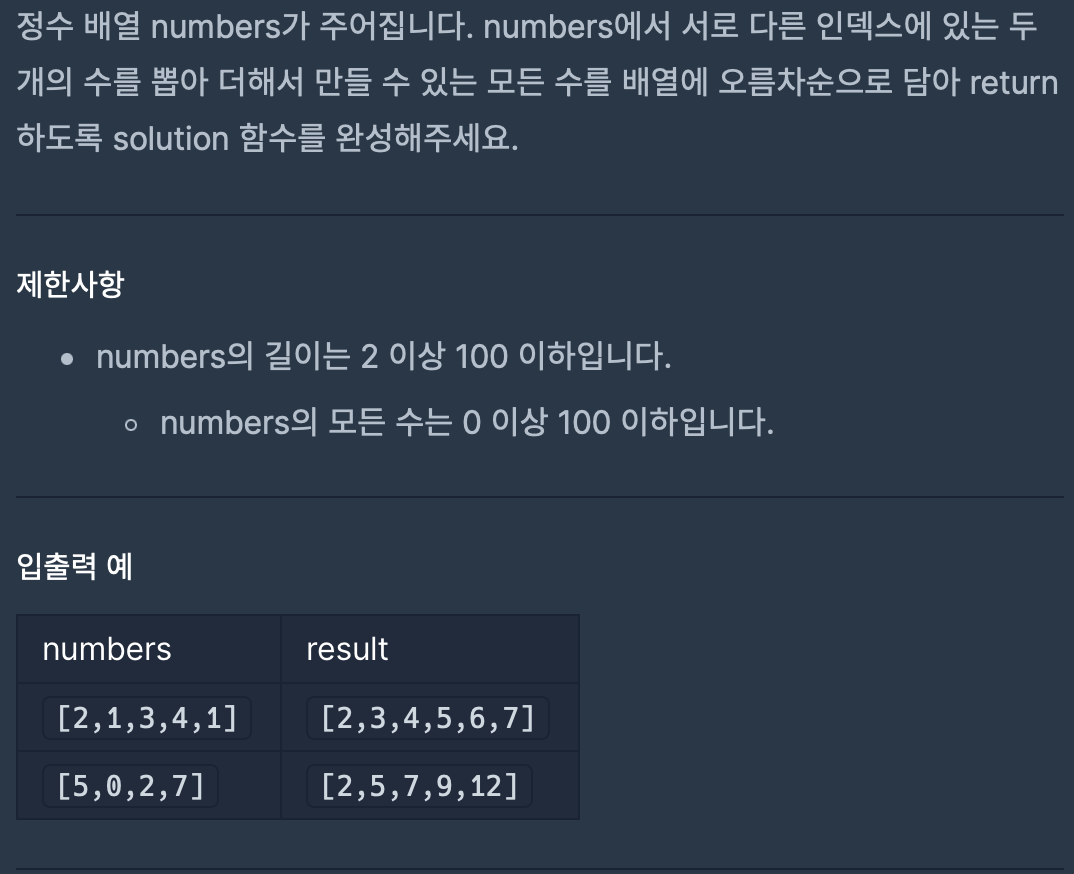 정수 배열 numbers가 주어집니다. numbers에서 서로 다른 인덱스에 있는 두
개의 수를 뽑아 더해서 만들 수 있는 모든 수를 배열에 오름차순으로 담아 return
하도록 solution 함수를 완성해주세요.
제한사항
numbers의 길이는 2 이상 100 이하입니다.
numbers의 모든 수는 0 이상 100 이하입니다.
입출력 예
numbers result
[2,1,3,4,1] [2,3,4,5,6,7]
[5,0,2,7] [2,5,7,9,12]